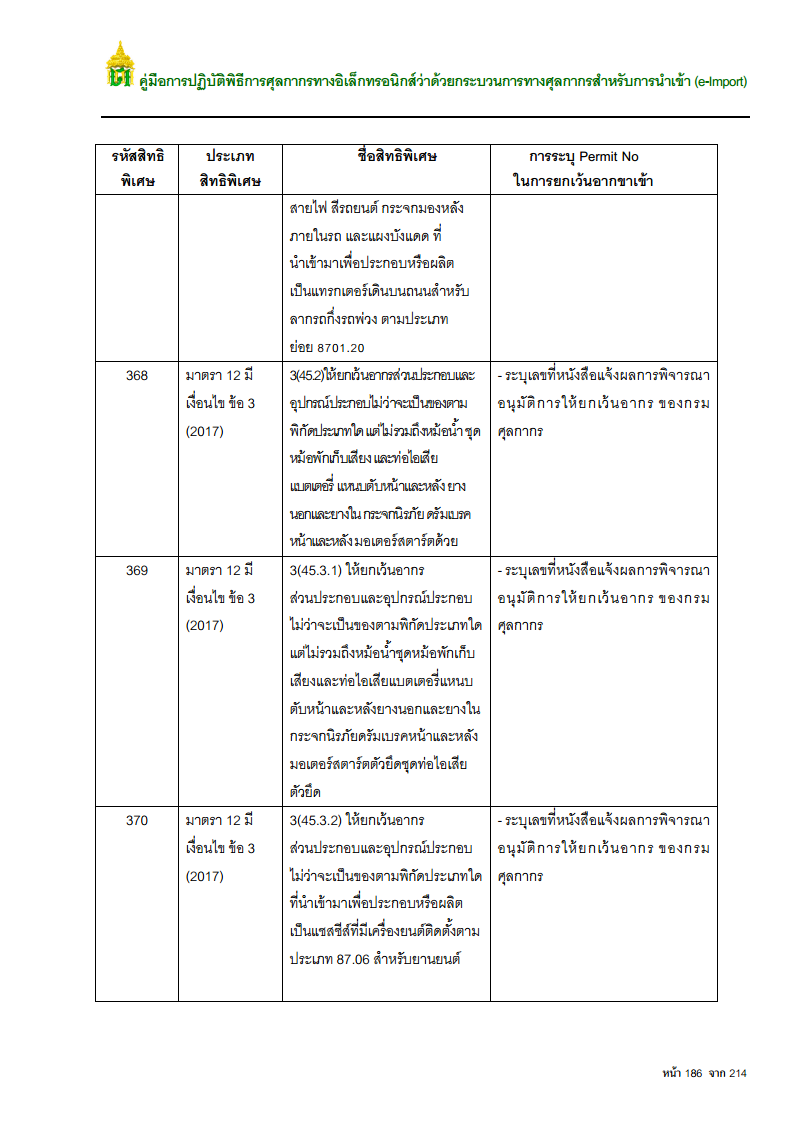 คู่มือการปฏิบัติพิธีการศุลกากรทางอิเล็กทรอนิกส์ว่าด้วยกระบวนการทางศุลกากรสำหรับการนำเข้า (e-Import)
รหัสสิทธิ
พิเศษ
ประเภท
สิทธิพิเศษ
ชื่อสิทธิพิเศษ
การระบุ Permit No
ในการยกเว้นอากขาเข้า
สายไฟ สีรถยนต์ กระจกมองหลัง
ภายในรถ และแผงบังแดด ที่
นำเข้ามาเพื่อประกอบหรือผลิต
เป็นแทรกเตอร์เดินบนถนนสำหรับ
ลากรถกึ่งรถพ่วง ตามประเภท
ย่อย 8701.20
368
มาตรา 12 มี
เงื่อนไข ข้อ 3
(2017)
3(45.2)ให้ยกเว้นอากรส่วนประกอบและ
อุปกรณ์ประกอบไม่ว่าจะเป็นของตาม
พิกัดประเภทใด แต่ไม่รวมถึงหม้อน้ำ ชุด
หม้อพักเก็บเสียง และท่อไอเสีย
แบตเตอรี่ แหนบตับหน้าและหลัง ยาง
นอกและยางใน กระจกนิรภัย ดรัมเบรค
หน้าและหลัง มอเตอร์สตาร์ตด้วย
- ระบุเลขที่หนังสือแจ้งผลการพิจารณา
อนุมัติการให้ยกเว้นอากร ของกรม
ศุลกากร
369
มาตรา 12 มี
เงื่อนไข ข้อ 3
(2017)
3(45.3.1) ให้ยกเว้นอากร
ส่วนประกอบและอุปกรณ์ประกอบ
ไม่ว่าจะเป็นของตามพิกัดประเภทใด
แต่ไม่รวมถึงหม้อน้ำชุดหม้อพักเก็บ
เสียงและท่อไอเสียแบตเตอรี่แหนบ
ตับหน้าและหลังยางนอกและยางใน
กระจกนิรภัยดรัมเบรคหน้าและหลัง
มอเตอร์สตาร์ตตัวยึดชุดท่อไอเสีย
ตัวยึด
- ระบุเลขที่หนังสือแจ้งผลการพิจารณา
อนุมัติการให้ยกเว้นอากร ของกรม
ศุลกากร
370
มาตรา 12 มี
เงื่อนไข ข้อ 3
(2017)
3(45.3.2) ให้ยกเว้นอากร
ส่วนประกอบและอุปกรณ์ประกอบ
ไม่ว่าจะเป็นของตามพิกัดประเภทใด
ที่นำเข้ามาเพื่อประกอบหรือผลิต
เป็นแชสซีส์ที่มีเครื่องยนต์ติดตั้งตาม
ประเภท 87.06 สำหรับยานยนต์
- ระบุเลขที่หนังสือแจ้งผลการพิจารณา
อนุมัติการให้ยกเว้นอากร ของกรม
ศุลกากร
หน้า 186 จาก 214